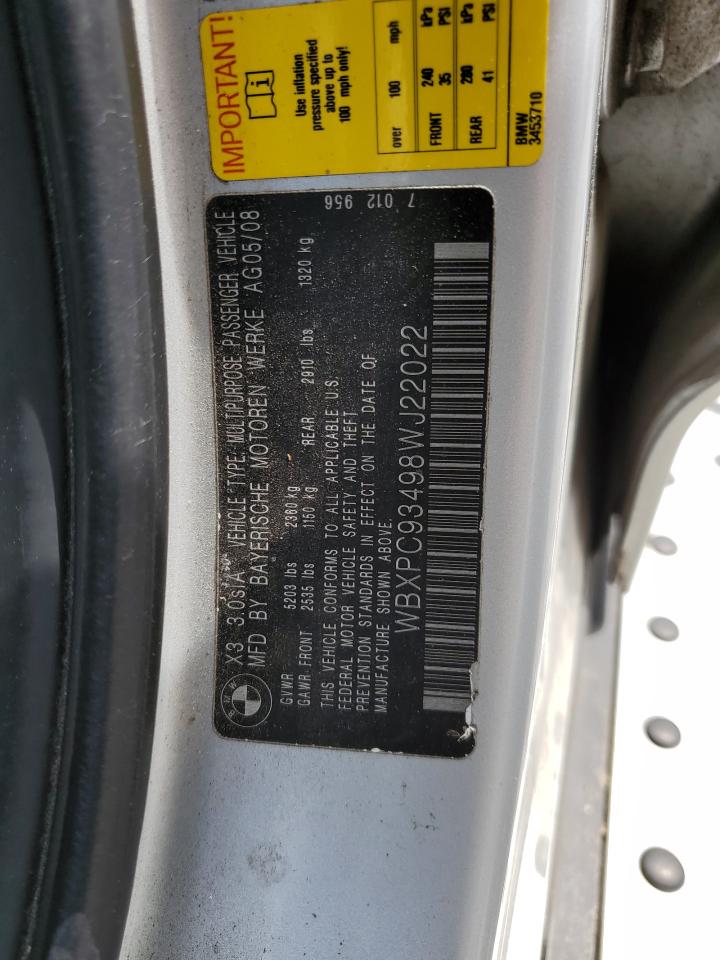 IMPORTANT!
Use inflation
pressure specified
above up to
100 mph only!
over 100 mph
kPa PSI kPa PSI
FRONT 240 35
REAR 280 41
BMW
3453710
X3 3.0SIA, VEHICLE TYPE; MULTIPURPOSE PASSENGER VEHICLE
MFD BY BAYERISCHE MOTOREN WERKE AG05/08
GVWR 5203 lbs 2360 kg
GAWR.FRONT 2535 lbs 1150 kg REAR 2910 lbs 1320 kg
THIS VEHICLE CONFORMS TO ALL APPLICABLE U.S.
FEDERAL MOTOR VEHICLE SAFETY AND THEFT
PREVENTION STANDARDS IN EFFECT ON THE DATE OF
MANUFACTURE SHOWN ABOVE.
WBXPC93498WJ22022
7 012 956
BMW